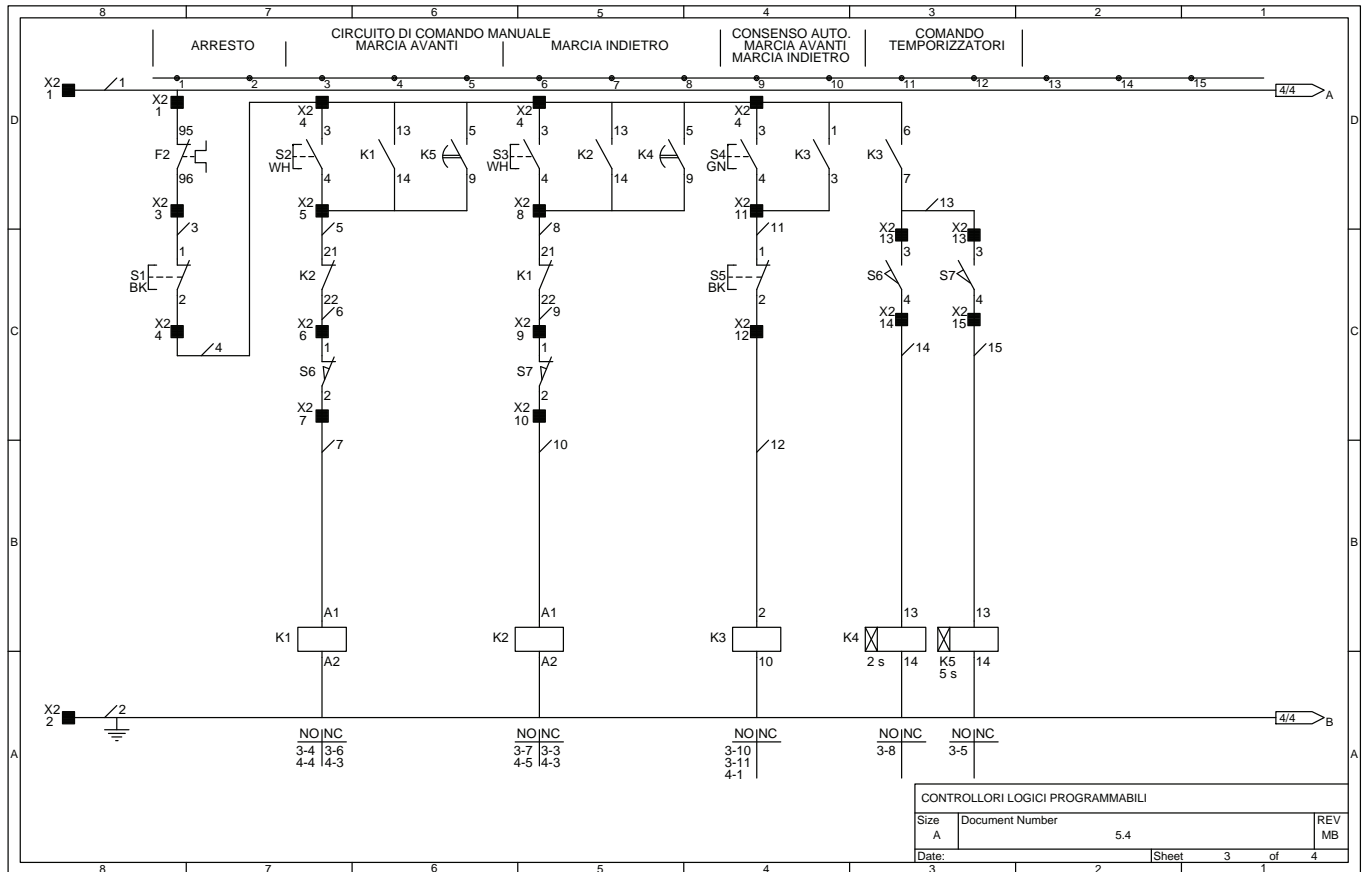 8 7 6 5 4 3 2 1
ARRESTO
CIRCUITO DI COMANDO MANUALE
MARCIA AVANTI
MARCIA INDIETRO
CONSENSO AUTO.
MARCIA AVANTI
MARCIA INDIETRO
COMANDO
TEMPORIZZATORI
X2
1
1
1 2 3 4 5 6 7 8 9 10 11 12 13 14 15
4/4 A
D
D
X2
1
95
F2
96
X2
3
3
1
S1
BK
2
X2
4
4
X2
4
3
S2
WH
4
13
K1
14
5
K5
9
X2
5
5
21
K2
22
6
X2
6
1
S6
2
X2
7
7
A1
K1
A2
X2
4
3
S3
WH
4
13
K2
14
5
K4
9
X2
8
8
21
K1
22
9
X2
9
1
S7
2
X2
10
10
A1
K2
A2
X2
4
3
S4
GN
4
1
K3
3
X2
11
11
1
S5
BK
2
X2
12
12
2
K3
10
6
K3
7
13
X2
13
3
S6
4
X2
14
14
13
K4
2 s
14
X2
13
3
S7
4
X2
15
15
13
K5
5 s
14
C
C
B
B
X2
2
2
4/4 B
A
A
NO NC
3-4 3-6
4-4 4-3
NO NC
3-7 3-3
4-5 4-3
NO NC
3-10
3-11
4-1
NO NC
3-8
NO NC
3-5
CONTROLLORI LOGICI PROGRAMMABILI
Size Document Number REV
A 5.4 MB
Date: Sheet 3 of 4
8 7 6 5 4 3 2 1